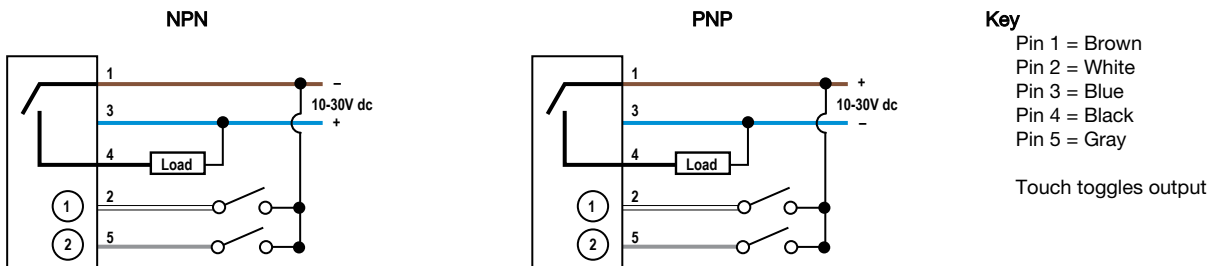 NPN
1
–
10-30V dc
3
+
4
Load
1
2
2
5
PNP
1
+
10-30V dc
3
–
4
Load
1
2
2
5
Key
Pin 1 = Brown
Pin 2 = White
Pin 3 = Blue
Pin 4 = Black
Pin 5 = Gray
Touch toggles output